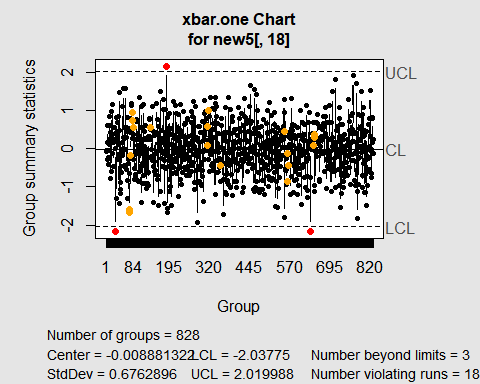 xbar.one Chart
for new5[, 18]
Group summary statistics
2
1
0
-1
-2
UCL
CL
LCL
1 84 195 320 445 570 695 820
Group
Number of groups = 828
Center = -0.008881322 LCL = -2.03775 Number beyond limits = 3
StdDev = 0.6762896 UCL = 2.019988 Number violating runs = 18